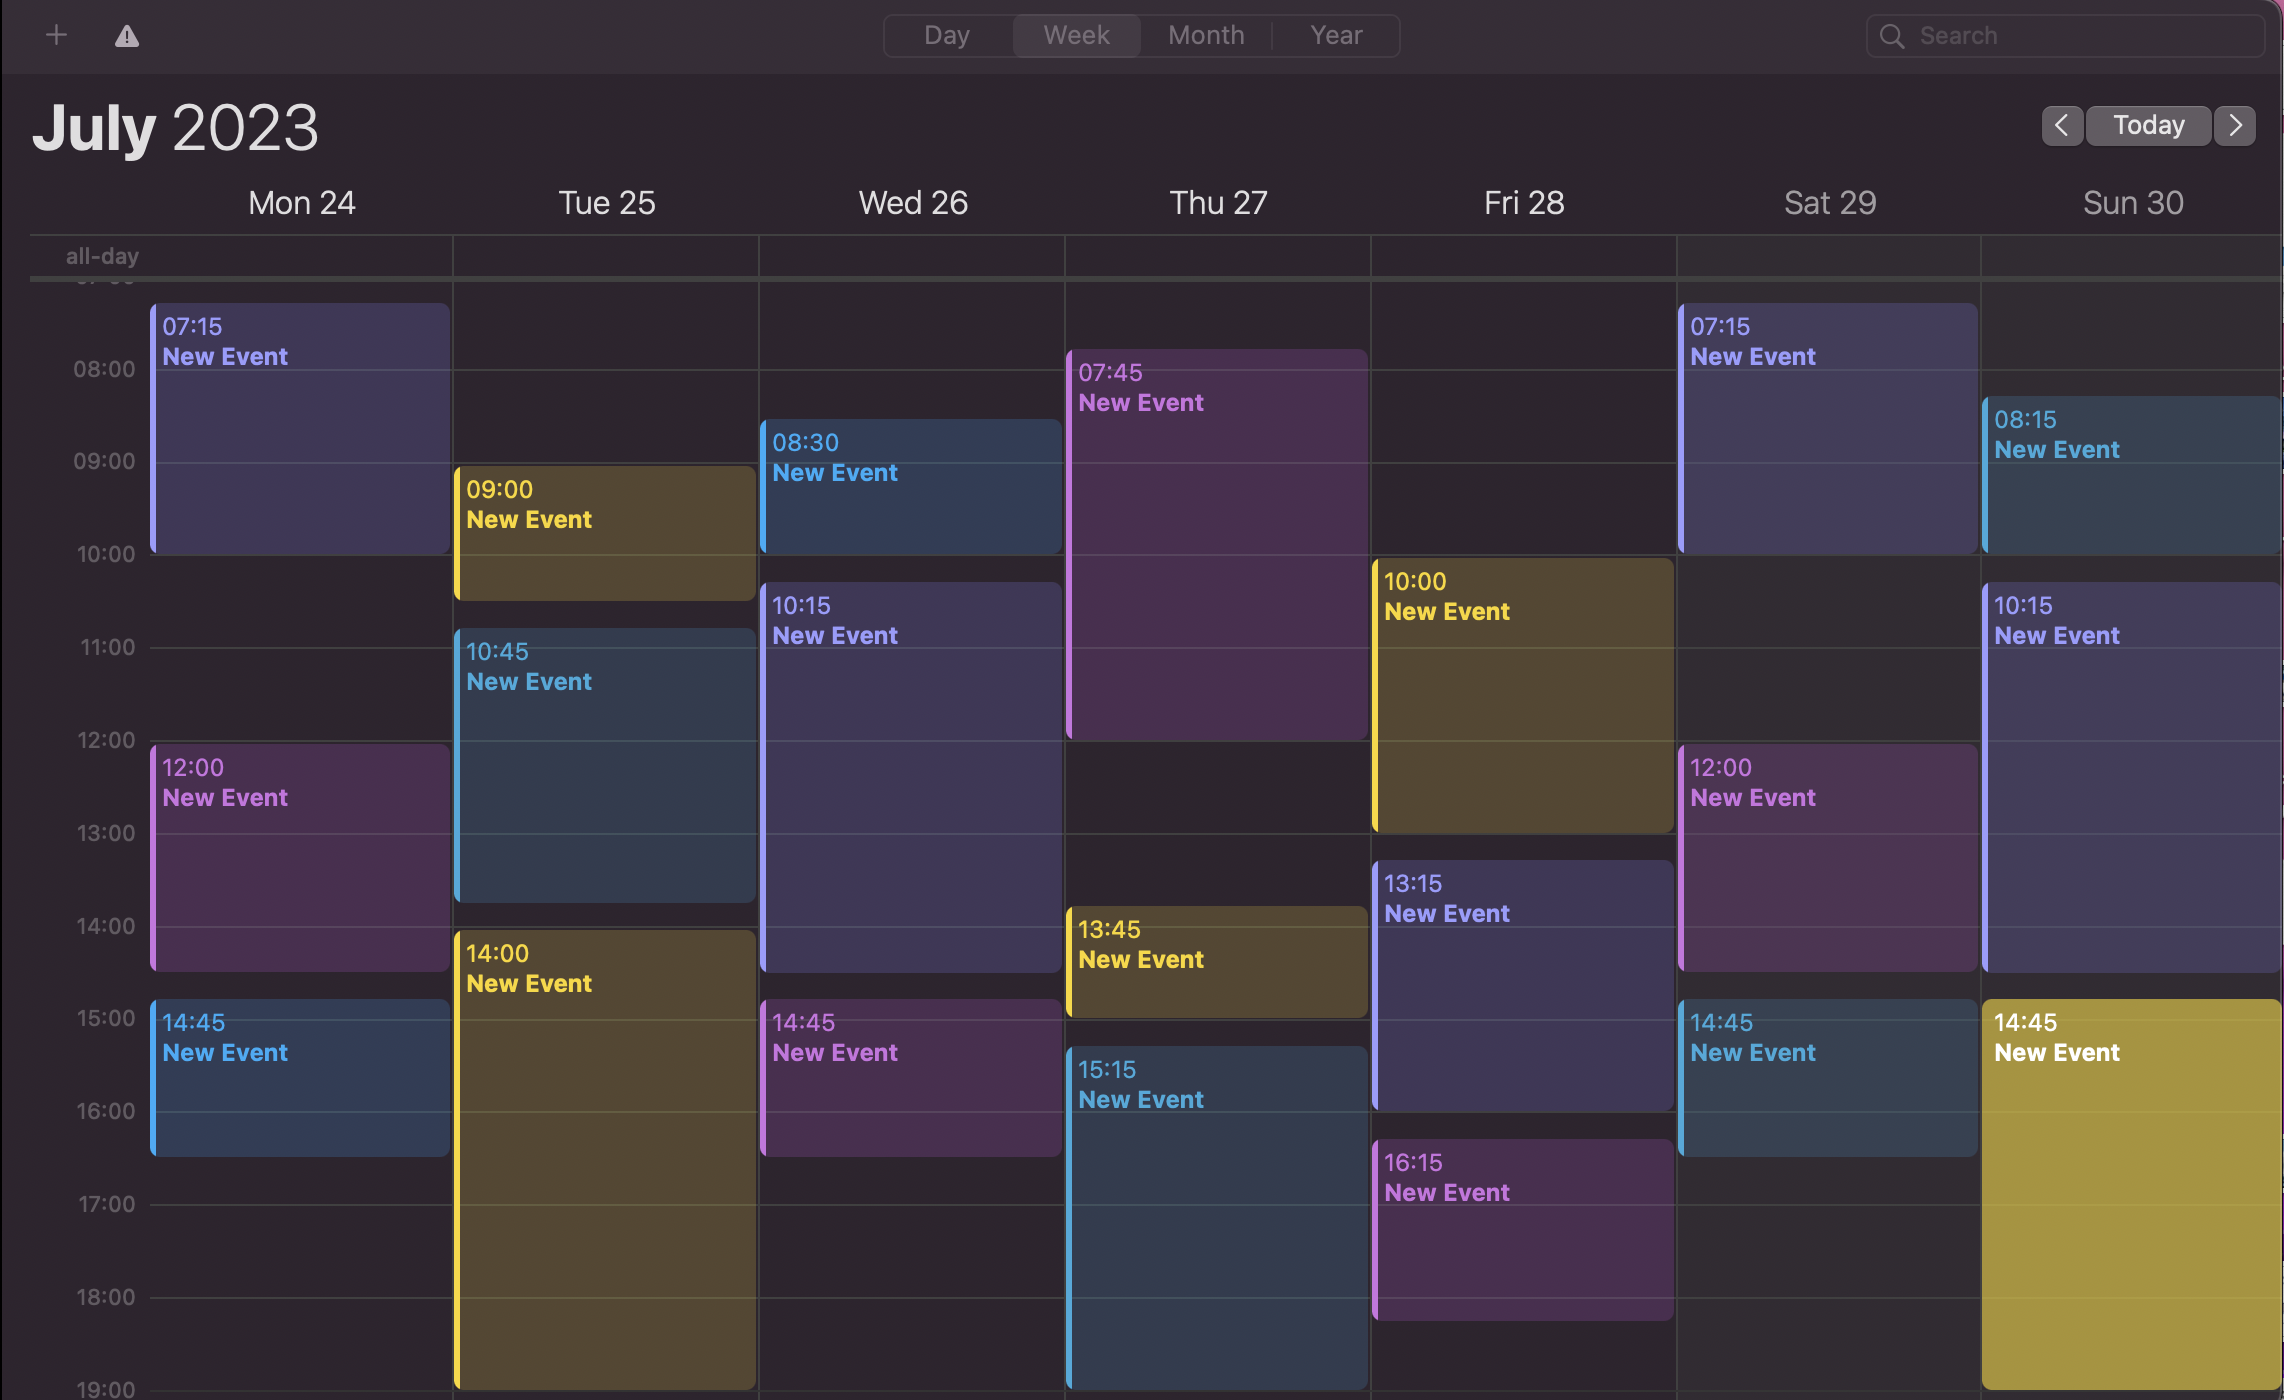 Day Week Month Year
Search
July 2023
Today
Mon 24 Tue 25 Wed 26 Thu 27 Fri 28 Sat 29 Sun 30
all-day
08:00
09:00
10:00
11:00
12:00
13:00
14:00
15:00
16:00
17:00
18:00
19:00
07:15
New Event
12:00
New Event
14:45
New Event
09:00
New Event
10:45
New Event
14:00
New Event
08:30
New Event
10:15
New Event
14:45
New Event
07:45
New Event
13:45
New Event
15:15
New Event
10:00
New Event
13:15
New Event
16:15
New Event
07:15
New Event
12:00
New Event
14:45
New Event
08:15
New Event
10:15
New Event
14:45
New Event